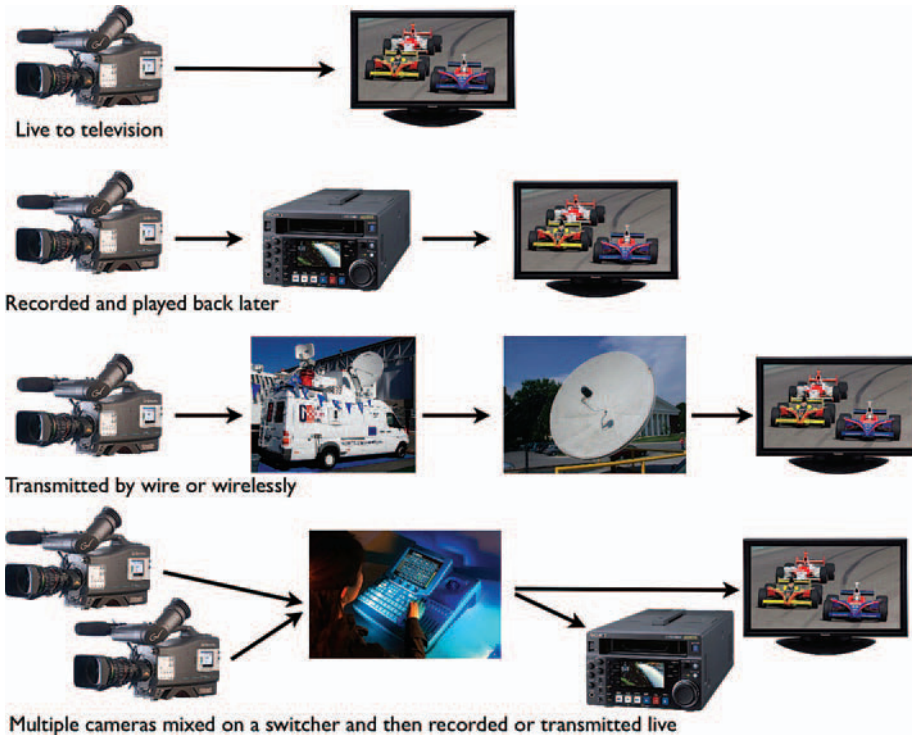 Live to television
Recorded and played back later
Transmitted by wire or wirelessly
Multiple cameras mixed on a switcher and then recorded or transmitted live